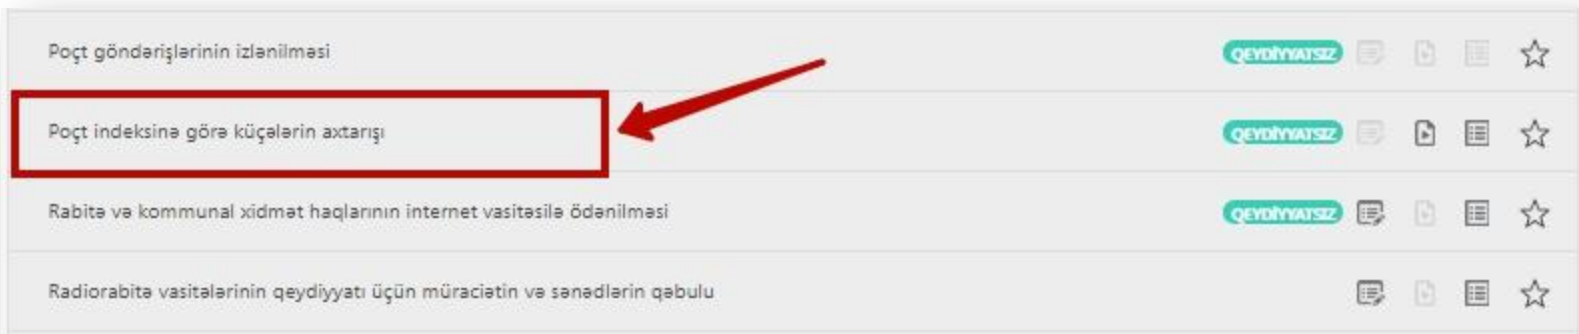 Poçt göndərişlərinin izlənilməsi QEYDİYYATSIZ
Poçt indeksinə görə küçələrin axtarışı QEYDİYYATSIZ
Rabitə və kommunal xidmət haqlarının internet vasitəsilə ödənilməsi QEYDİYYATSIZ
Radiorabitə vasitələrinin qeydiyyatı üçün müraciətin və sənədlərin qəbulu